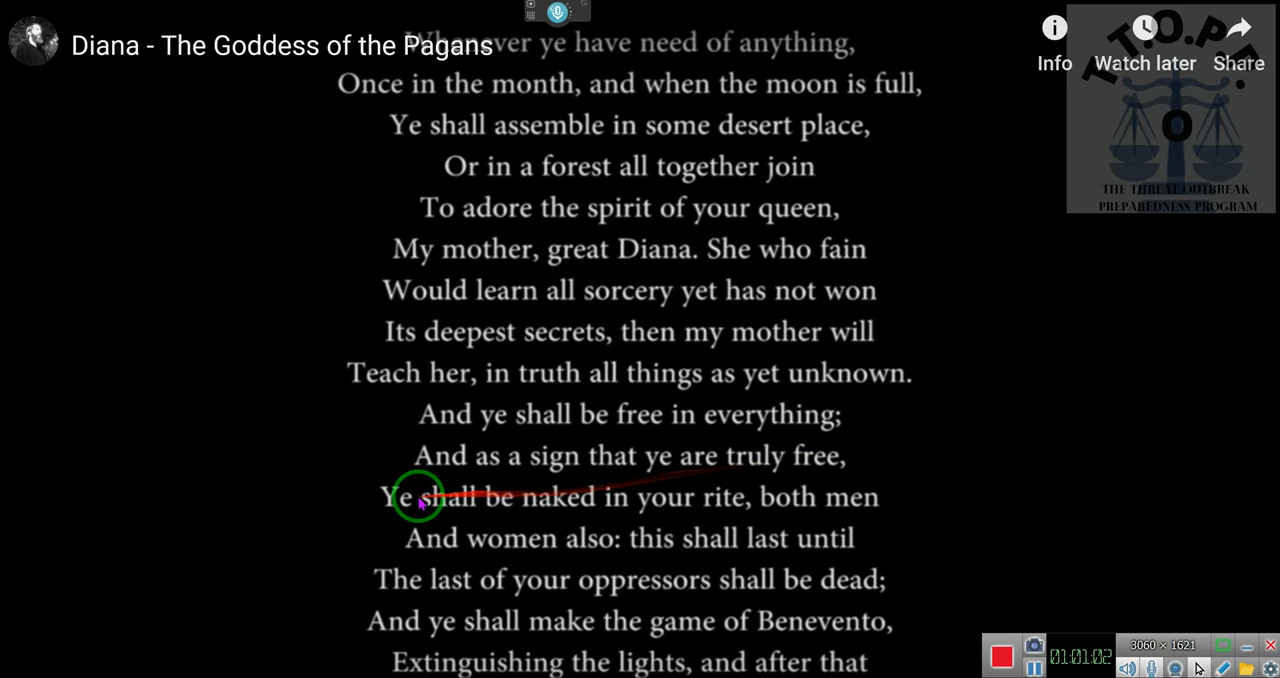 Diana - The Goddess of the Pagans
Whenever ye have need of anything,
Once in the month, and when the moon is full,
Ye shall assemble in some desert place,
Or in a forest all together join
To adore the spirit of your queen,
My mother, great Diana. She who fain
Would learn all sorcery yet has not won
Its deepest secrets, then my mother will
Teach her, in truth all things as yet unknown.
And ye shall be free in everything;
And as a sign that ye are truly free,
Ye shall be naked in your rite, both men
And women also: this shall last until
The last of your oppressors shall be dead;
And ye shall make the game of Benevento,
Extinguishing the lights, and after that
Info
Watch later
Share
T.T.O.P.P.
O
THE THREAT OUTBREAK
PREPAREDNESS PROGRAM
3060 × 1621
01:01:02